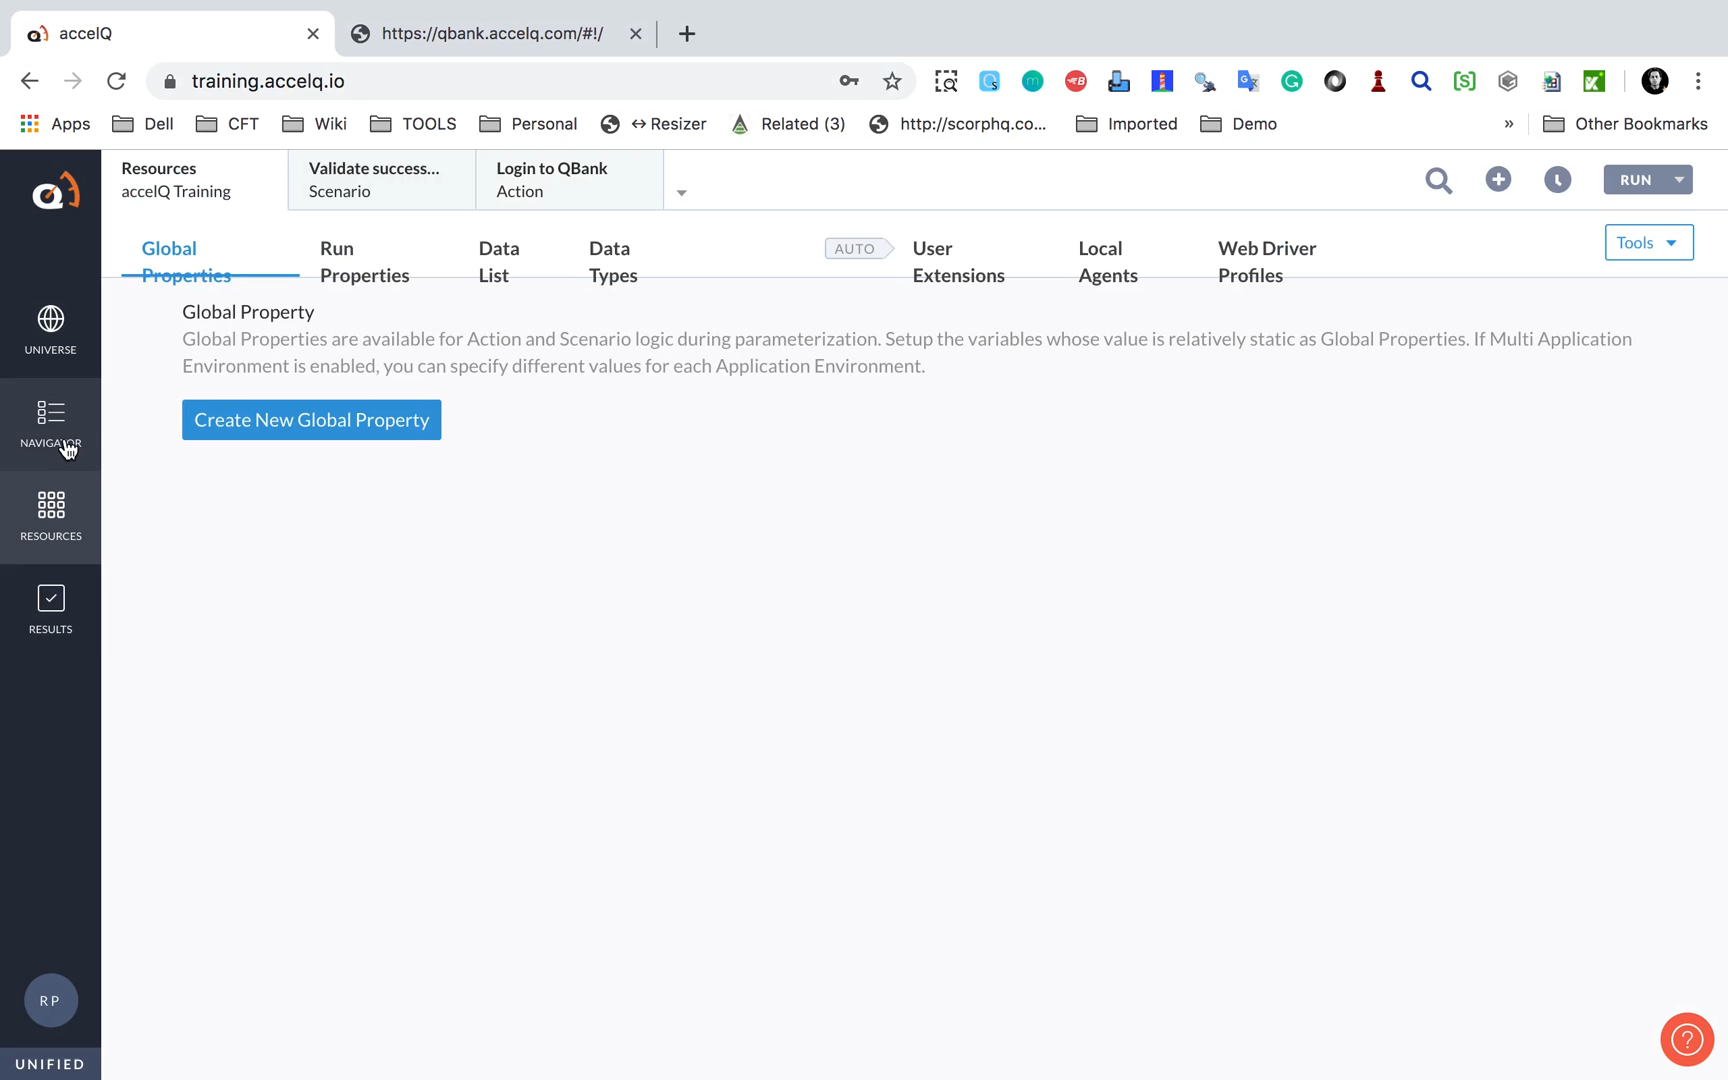 accelQ
https://qbank.accelq.com/#!/
training.accelq.io
Apps
Dell
CFT
Wiki
TOOLS
Personal
↔ Resizer
Related (3)
http://scorphq.co...
Imported
Demo
»
Other Bookmarks
Resources
accelQ Training
Validate success...
Scenario
Login to QBank
Action
RUN
Global
Properties
Run
Properties
Data
List
Data
Types
AUTO
User
Extensions
Local
Agents
Web Driver
Profiles
Tools
Global Property
Global Properties are available for Action and Scenario logic during parameterization. Setup the variables whose value is relatively static as Global Properties. If Multi Application
Environment is enabled, you can specify different values for each Application Environment.
Create New Global Property
UNIVERSE
NAVIGATOR
RESOURCES
RESULTS
RP
UNIFIED